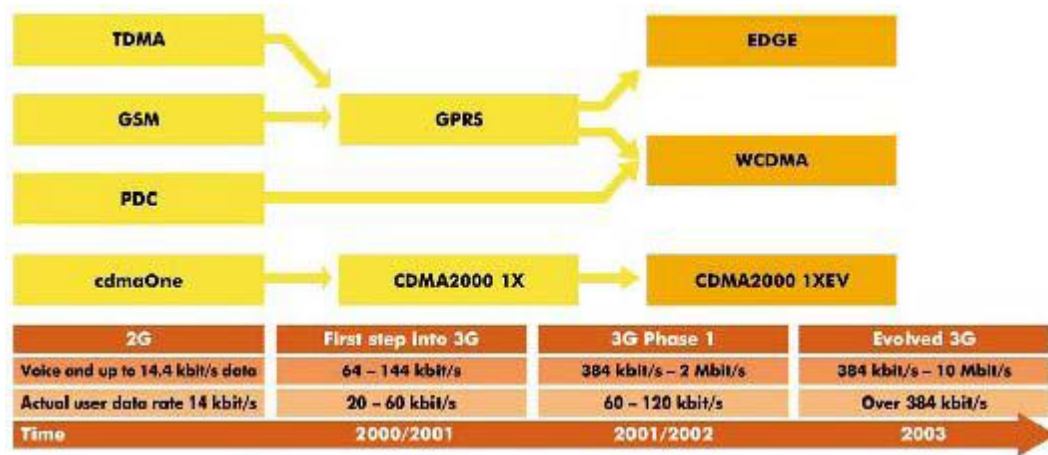 TDMA
EDGE
GSM
GPRS
WCDMA
PDC
cdmaOne
CDMA2000 1X
CDMA2000 1XEV
2G
First step into 3G
3G Phase 1
Evolved 3G
Voice and up to 14.4 kbit/s data
64 – 144 kbit/s
384 kbit/s – 2 Mbit/s
384 kbit/s – 10 Mbit/s
Actual user data rate 14 kbit/s
20 – 60 kbit/s
60 – 120 kbit/s
Over 384 kbit/s
Time
2000/2001
2001/2002
2003